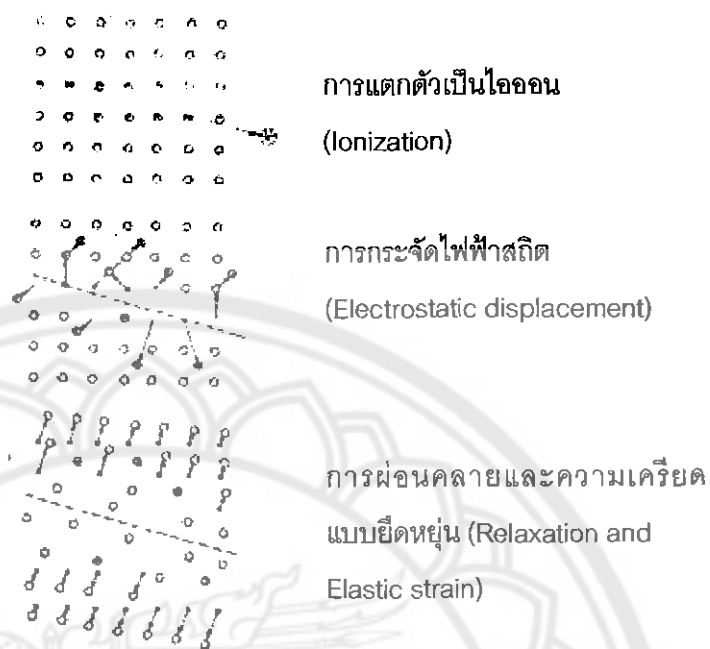 การแตกตัวเป็นไอออน
(Ionization)
การกระจัดไฟฟ้าสถิต
(Electrostatic displacement)
การผ่อนคลายและความเครียด
แบบยืดหยุ่น (Relaxation and
Elastic strain)